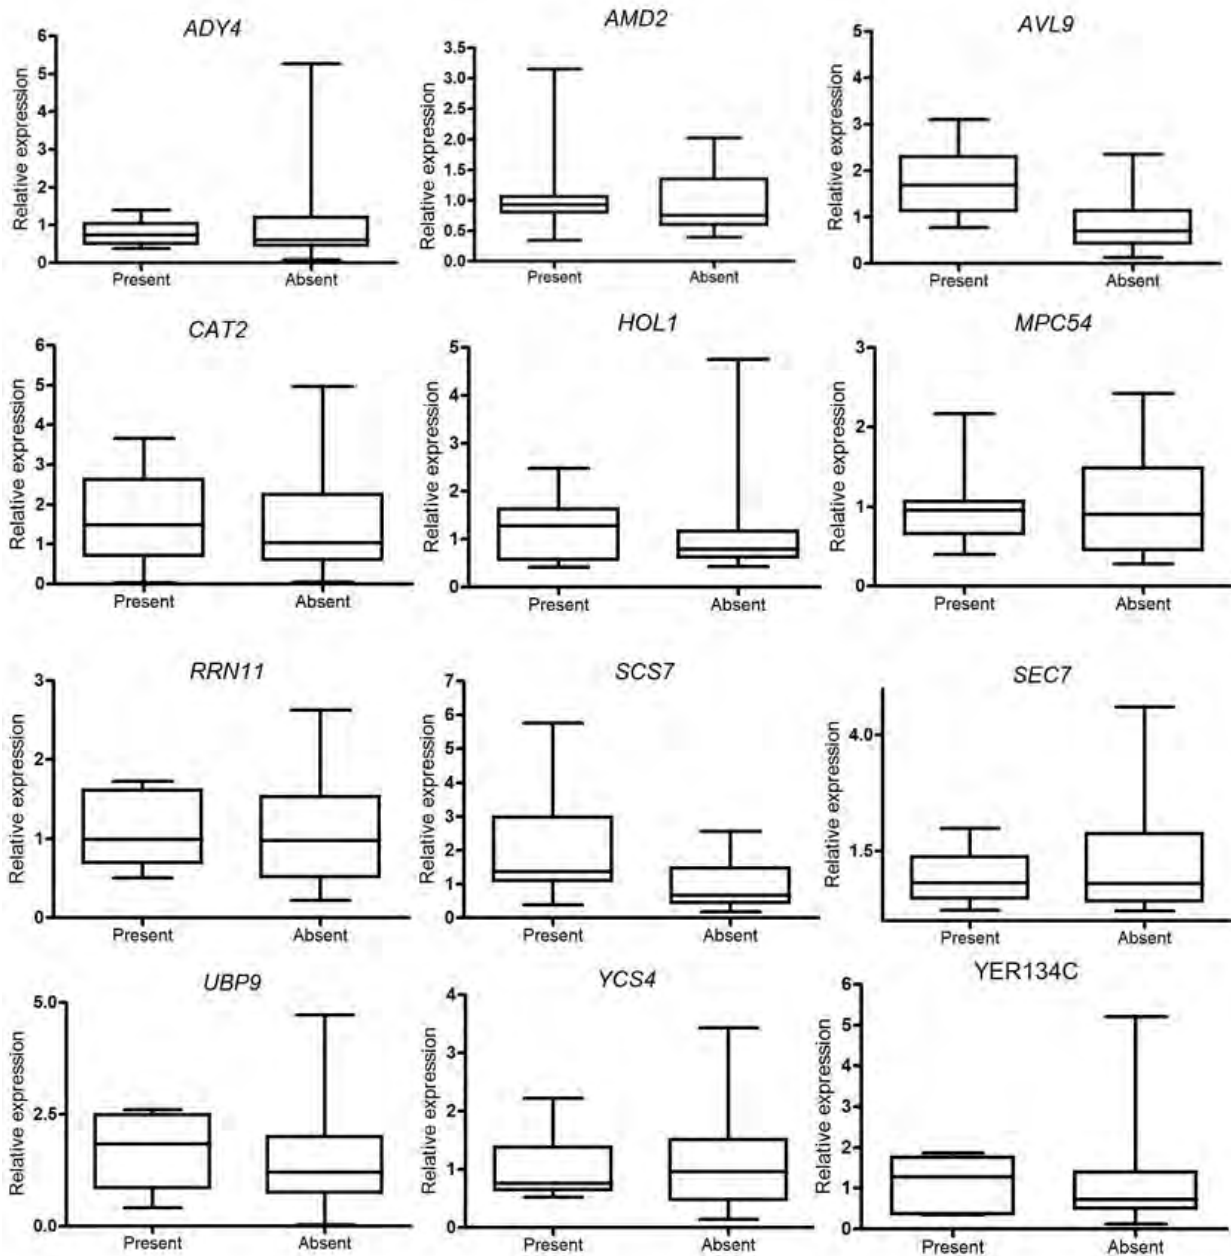 ADY4
Relative expression
6
5
4
3
2
1
0
Present
Absent
AMD2
Relative expression
3.5
3.0
2.5
2.0
1.5
1.0
0.5
0.0
Present
Absent
AVL9
Relative expression
5
4
3
2
1
0
Present
Absent
CAT2
Relative expression
6
5
4
3
2
1
0
Present
Absent
HOL1
Relative expression
5
4
3
2
1
0
Present
Absent
MPC54
Relative expression
3
2
1
0
Present
Absent
RRN11
Relative expression
3
2
1
0
Present
Absent
SCS7
Relative expression
7
6
5
4
3
2
1
0
Present
Absent
SEC7
Relative expression
4.0
1.5
Present
Absent
UBP9
Relative expression
5.0
2.5
0.0
Present
Absent
YCS4
Relative expression
4
3
2
1
0
Present
Absent
YER134C
Relative expression
6
5
4
3
2
1
0
Present
Absent